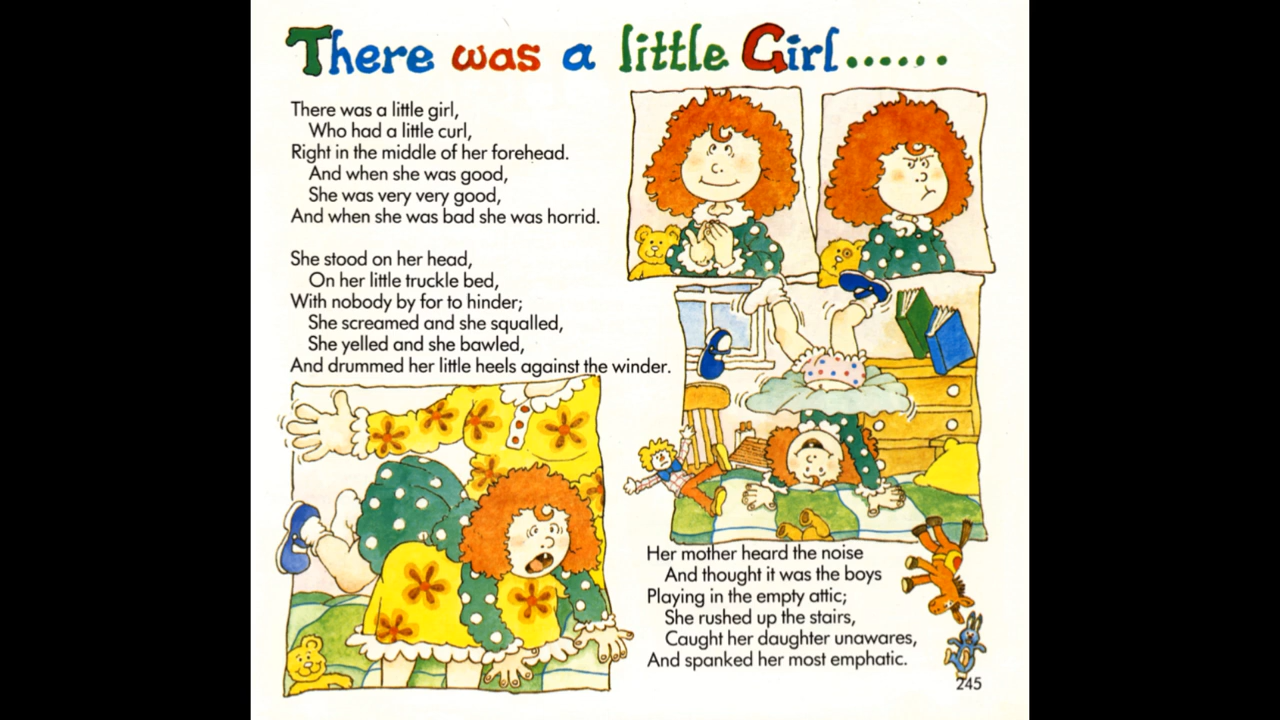 There was a little Girl......
There was a little girl,
Who had a little curl,
Right in the middle of her forehead.
And when she was good,
She was very very good,
And when she was bad she was horrid.
She stood on her head,
On her little truckle bed,
With nobody by for to hinder;
She screamed and she squalled,
She yelled and she bawled,
And drummed her little heels against the winder.
Her mother heard the noise
And thought it was the boys
Playing in the empty attic;
She rushed up the stairs,
Caught her daughter unawares,
And spanked her most emphatic.
245